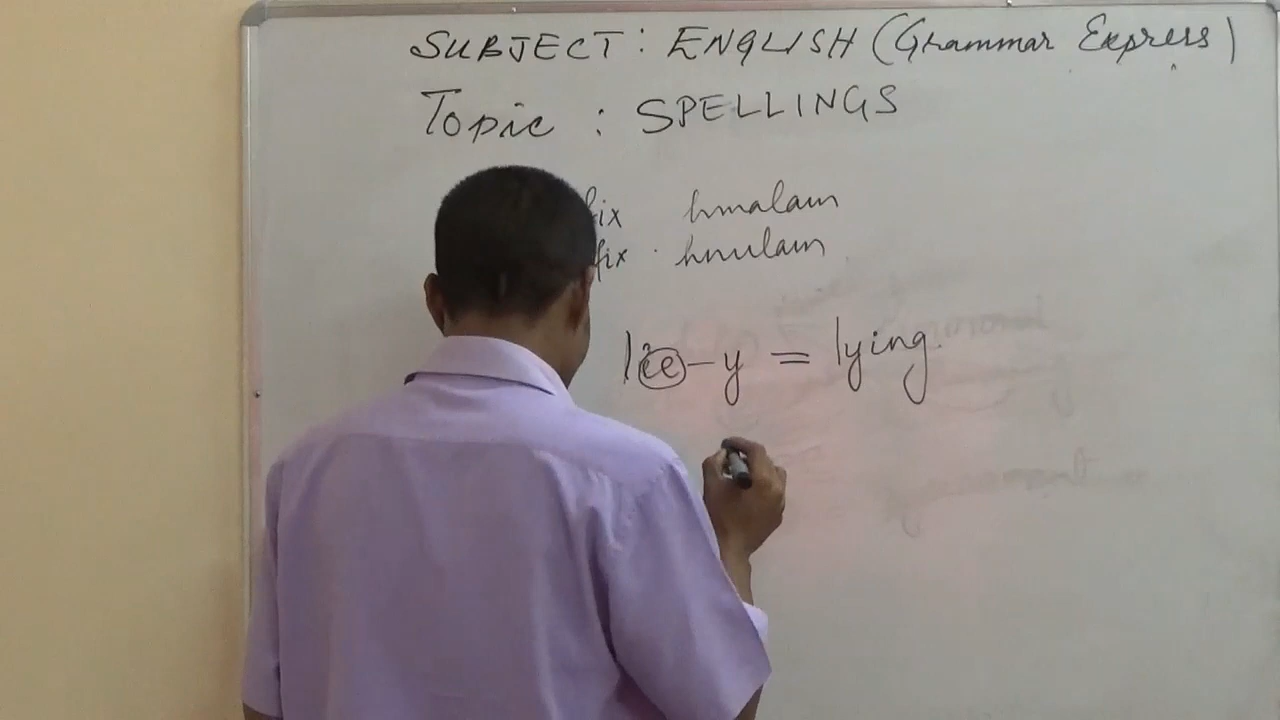 SUBJECT : ENGLISH (Grammar Express)
Topic : SPELLINGS
fix hmalam
fix hnulam
lie - y = lying.